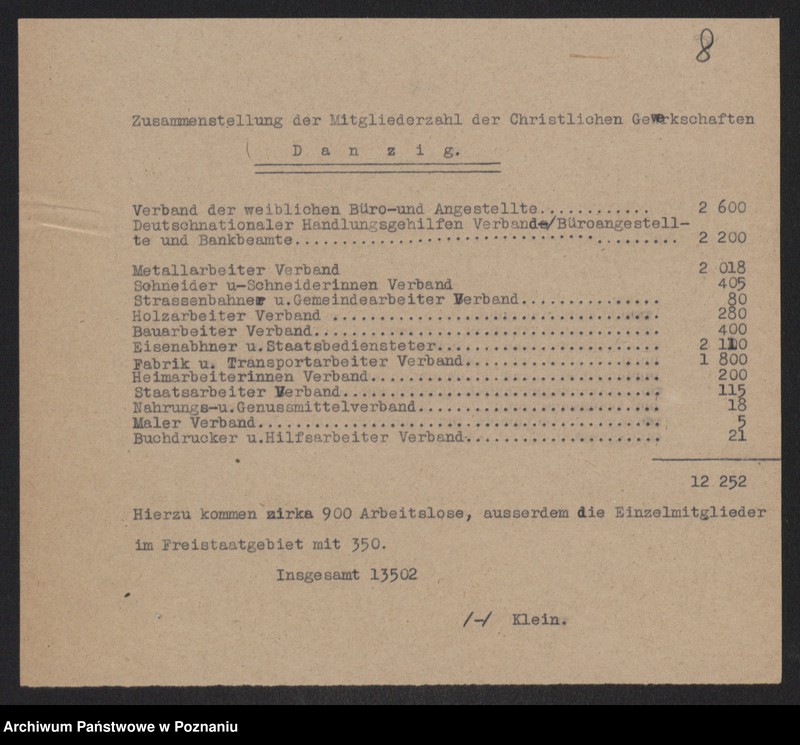 8
Zusammenstellung der Mitgliederzahl der Christlichen Gewerkschaften
( D a n z i g.
Verband der weiblichen Büro-und Angestellte............ 2 600
Deutschnationaler Handlungsgehilfen Verbande/Büroangestell-
te und Bankbeamte.......................................... 2 200
Metallarbeiter Verband 2 018
Schneider u-Schneiderinnen Verband 405
Strassenbahner u.Gemeindearbeiter Verband............... 80
Holzarbeiter Verband .................................... 280
Bauarbeiter Verband...................................... 400
Eisenabhner u.Staatsbediensteter......................... 2 110
Fabrik u. Transportarbeiter Verband...................... 1 800
Heimarbeiterinnen Verband................................ 200
Staatsarbeiter Verband................................... 115
Nahrungs-u.Genussmittelverband........................... 18
Maler Verband............................................ 5
Buchdrucker u.Hilfsarbeiter Verband...................... 21
12 252
Hierzu kommen zirka 900 Arbeitslose, ausserdem die Einzelmitglieder
im Freistaatgebiet mit 350.
Insgesamt 13502
/-/ Klein.
Archiwum Państwowe w Poznaniu